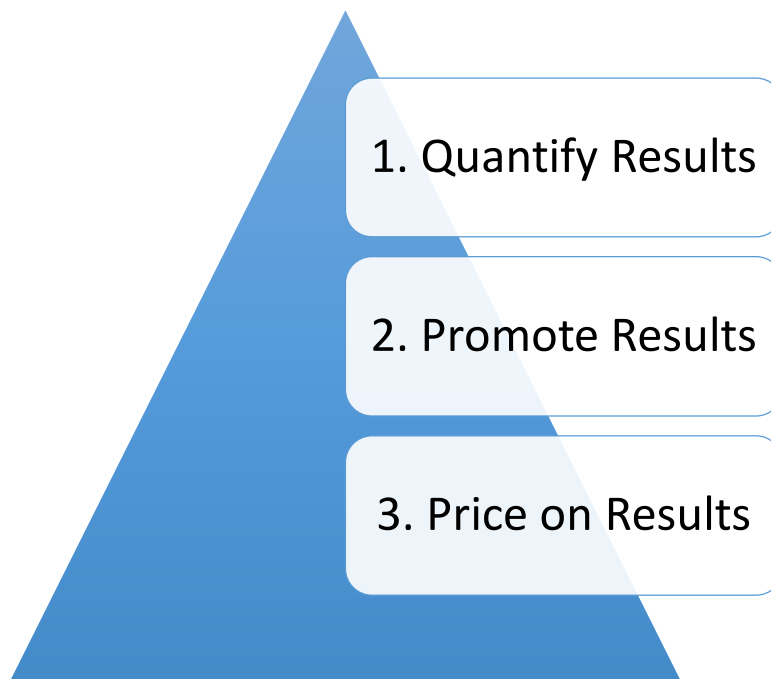 1. Quantify Results
2. Promote Results
3. Price on Results